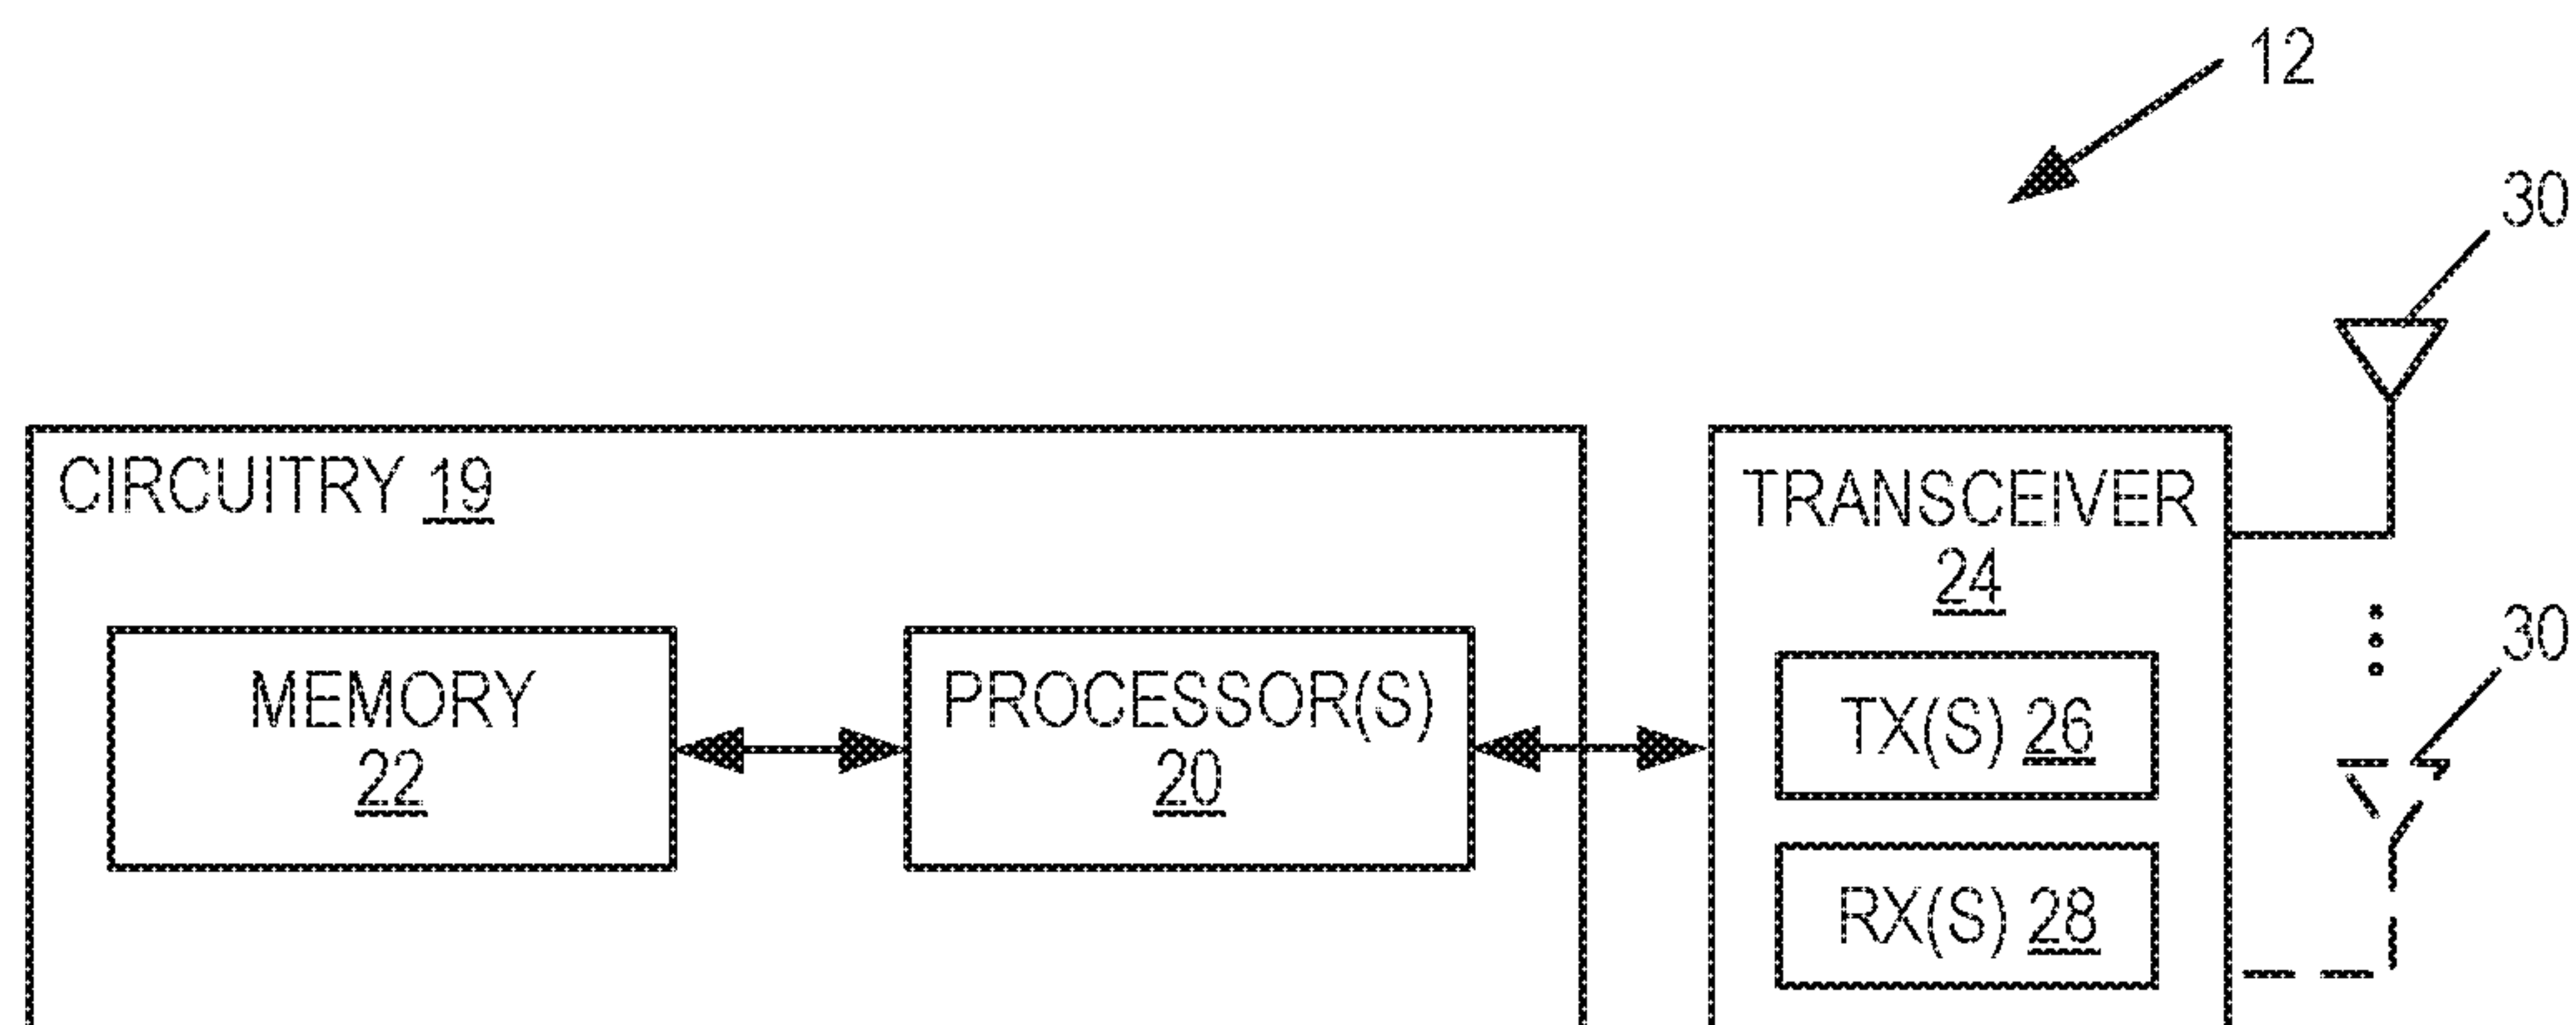 12
30
CIRCUITRY 19
TRANSCEIVER
24
MEMORY
22
PROCESSOR(S)
20
TX(S) 26
RX(S) 28
30